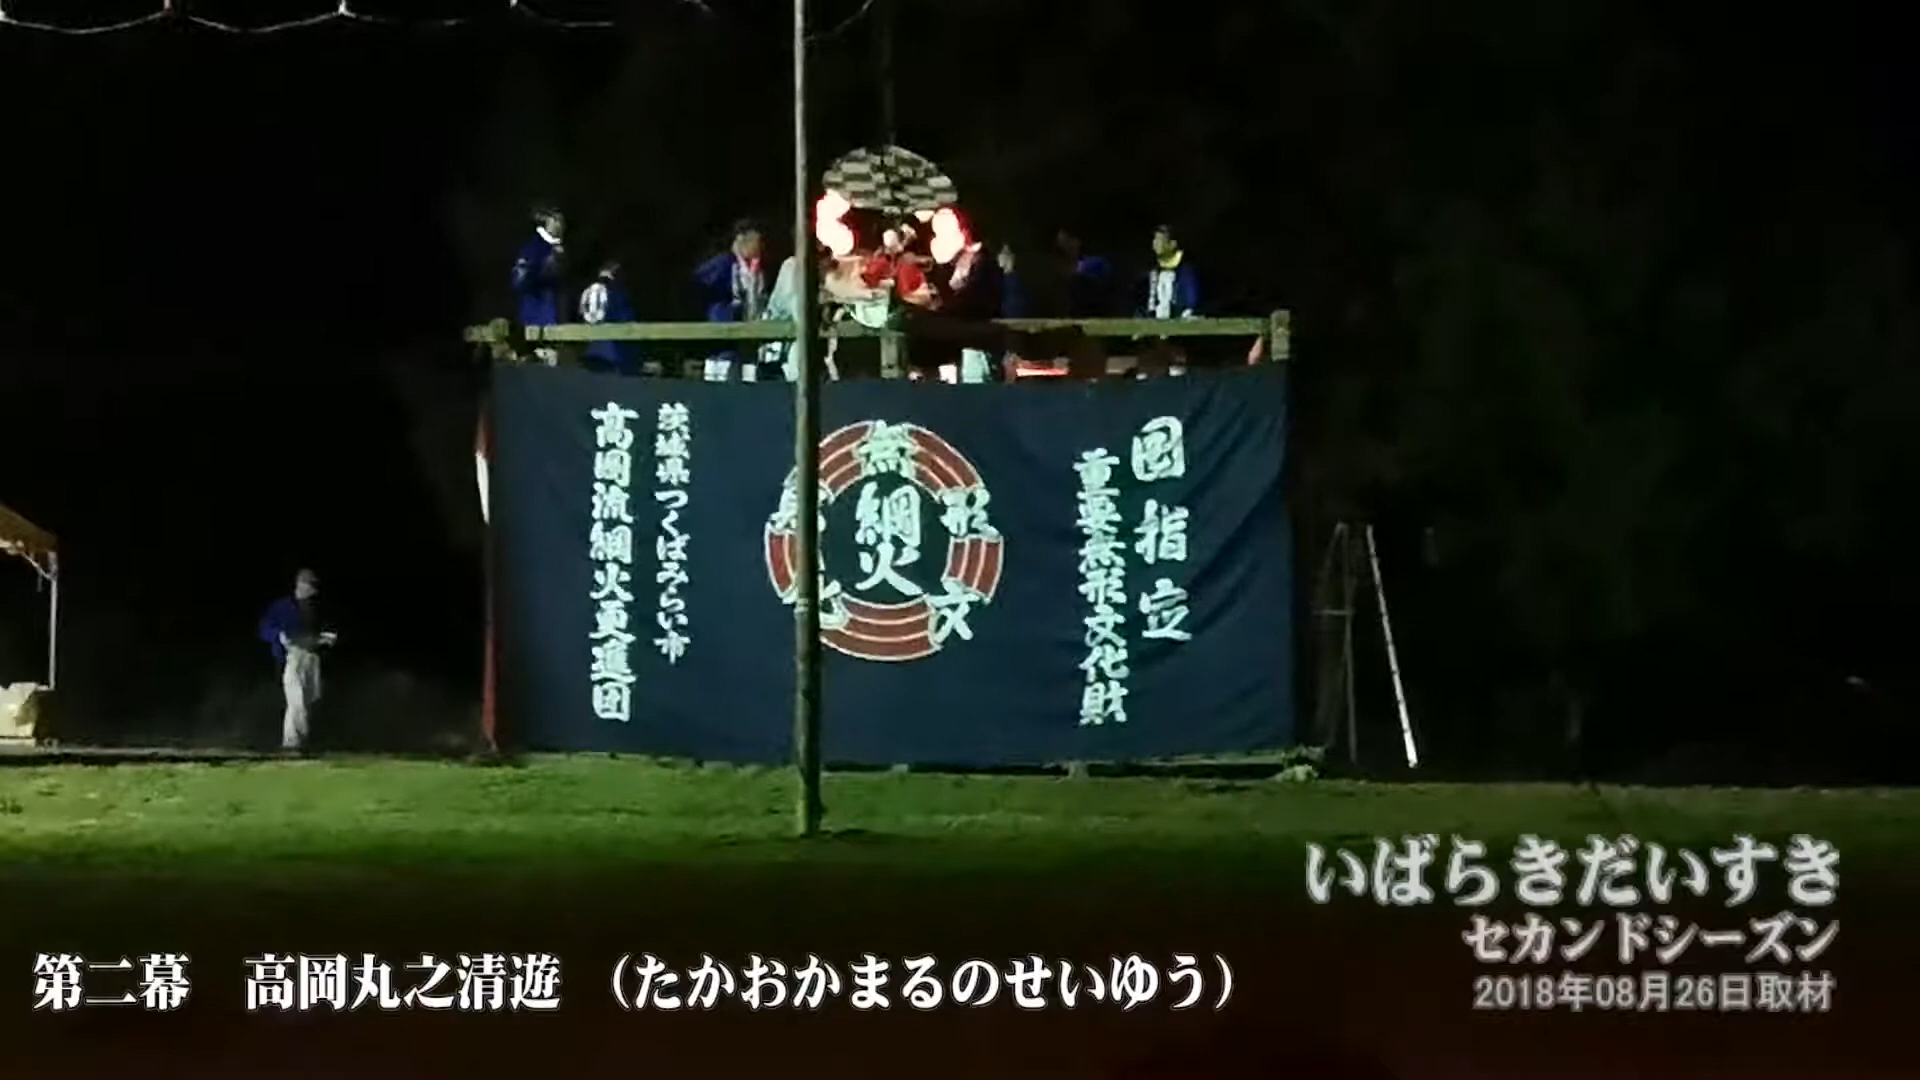 国指定
重要無形文化財
無形文
網火
茨城県つくばみらい市
高岡流綱火更進団
いばらきだいすき
セカンドシーズン
2018年08月26日取材
第二幕 高岡丸之清遊 (たかおかまるのせいゆう)